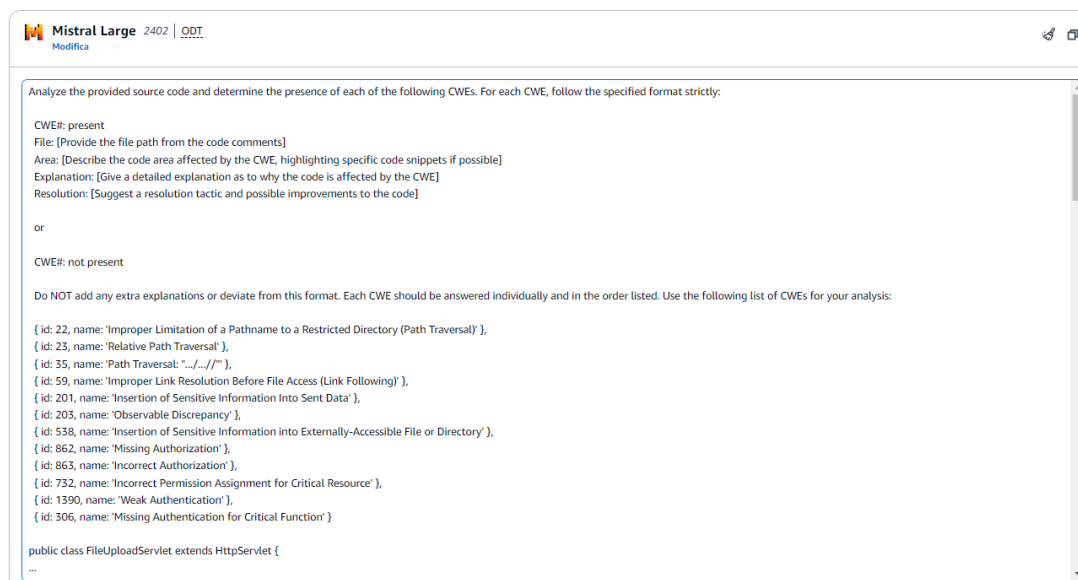 Mistral Large 2402 | ODT
Modifica
Analyze the provided source code and determine the presence of each of the following CWEs. For each CWE, follow the specified format strictly:
CWE#: present
File: [Provide the file path from the code comments]
Area: [Describe the code area affected by the CWE, highlighting specific code snippets if possible]
Explanation: [Give a detailed explanation as to why the code is affected by the CWE]
Resolution: [Suggest a resolution tactic and possible improvements to the code]
or
CWE#: not present
Do NOT add any extra explanations or deviate from this format. Each CWE should be answered individually and in the order listed. Use the following list of CWEs for your analysis:
{ id: 22, name: 'Improper Limitation of a Pathname to a Restricted Directory (Path Traversal)' },
{ id: 23, name: 'Relative Path Traversal' },
{ id: 35, name: 'Path Traversal: ".../...//"' },
{ id: 59, name: 'Improper Link Resolution Before File Access (Link Following)' },
{ id: 201, name: 'Insertion of Sensitive Information Into Sent Data' },
{ id: 203, name: 'Observable Discrepancy' },
{ id: 538, name: 'Insertion of Sensitive Information into Externally-Accessible File or Directory' },
{ id: 862, name: 'Missing Authorization' },
{ id: 863, name: 'Incorrect Authorization' },
{ id: 732, name: 'Incorrect Permission Assignment for Critical Resource' },
{ id: 1390, name: 'Weak Authentication' },
{ id: 306, name: 'Missing Authentication for Critical Function' }
public class FileUploadServlet extends HttpServlet {
...